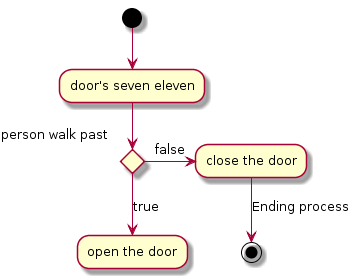 door's seven eleven
person walk past
false
close the door
true
Ending process
open the door